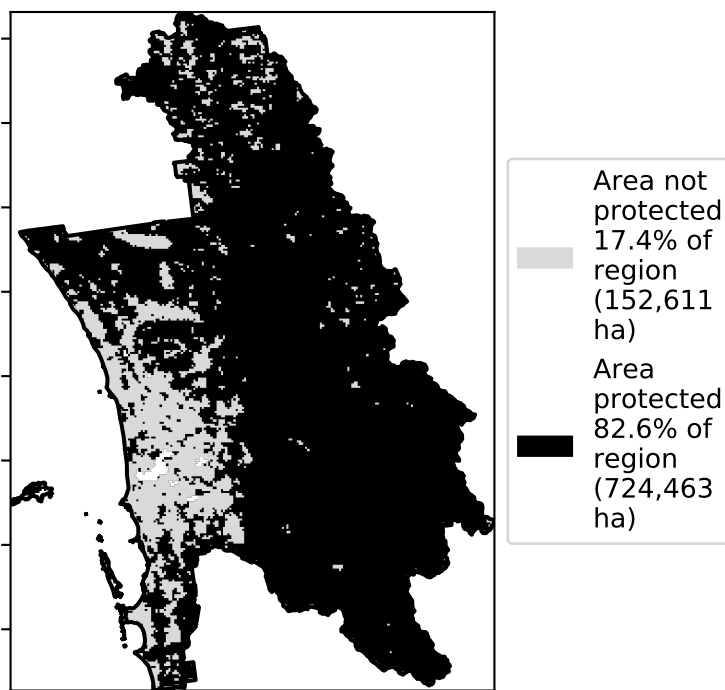 Area not
protected
17.4% of
region
(152,611
ha)
Area
protected
82.6% of
region
(724,463
ha)